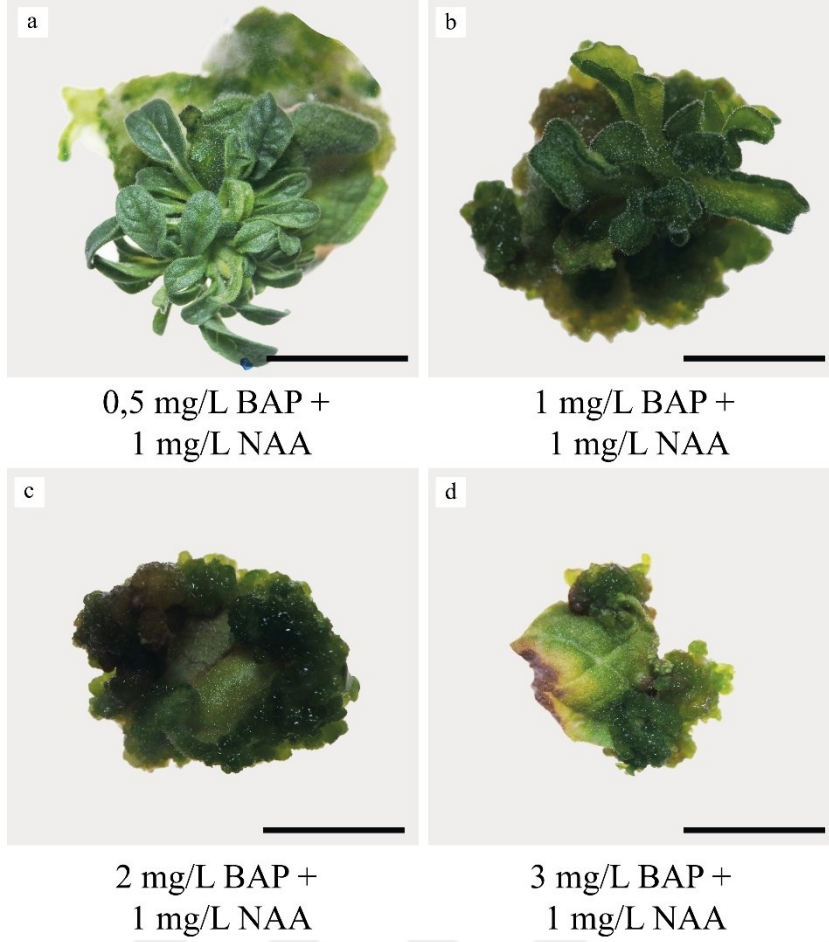 a
b
0,5 mg/L BAP +
1 mg/L NAA
1 mg/L BAP +
1 mg/L NAA
c
d
2 mg/L BAP +
1 mg/L NAA
3 mg/L BAP +
1 mg/L NAA